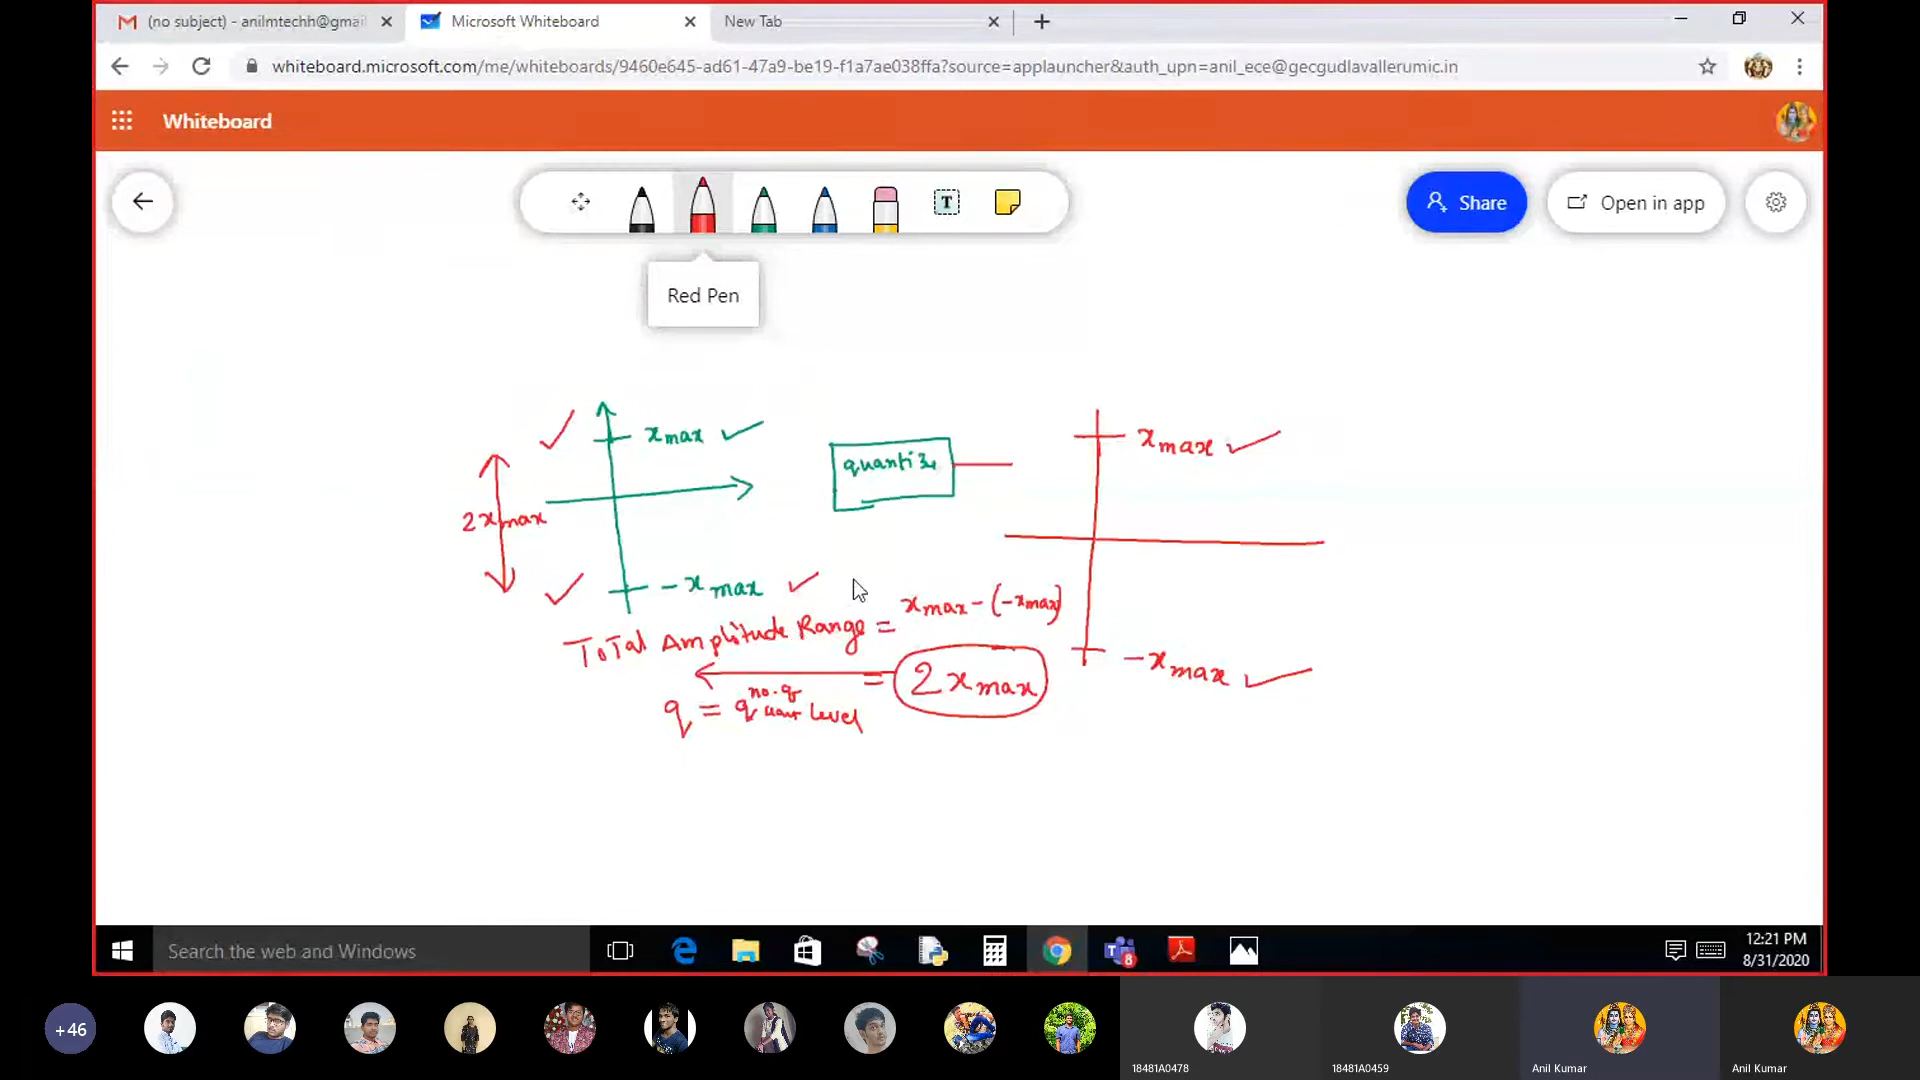 (no subject) - anilmtechh@gmai
Microsoft Whiteboard
New Tab
whiteboard.microsoft.com/me/whiteboards/9460e645-ad61-47a9-be19-f1a7ae038ffa?source=applauncher&auth_upn=anil_ece@gecgudlavallerumic.in
Whiteboard
T
Share
Open in app
Red Pen
xmax
quantize
xmax
2xmax
-xmax
xmax-(-xmax)
Total Amplitude Range =
-xmax
= 2xmax
no.of
q = quant level
Search the web and Windows
8
12:21 PM
8/31/2020
+46
18481A0478
18481A0459
Anil Kumar
Anil Kumar